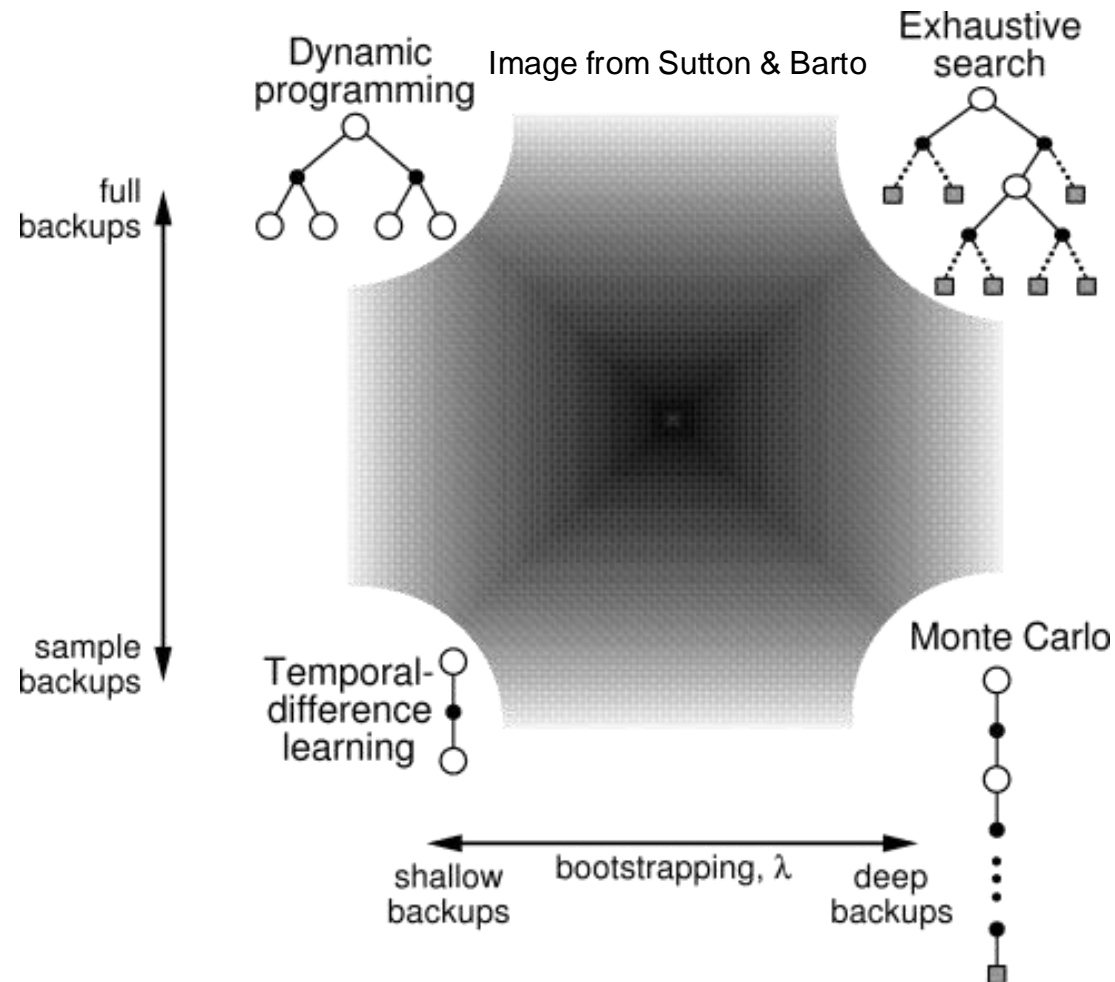 Dynamic
programming
Image from Sutton & Barto
Exhaustive
search
full
backups
sample
backups
Temporal-
difference
learning
Monte Carlo
bootstrapping, λ
shallow
backups
deep
backups